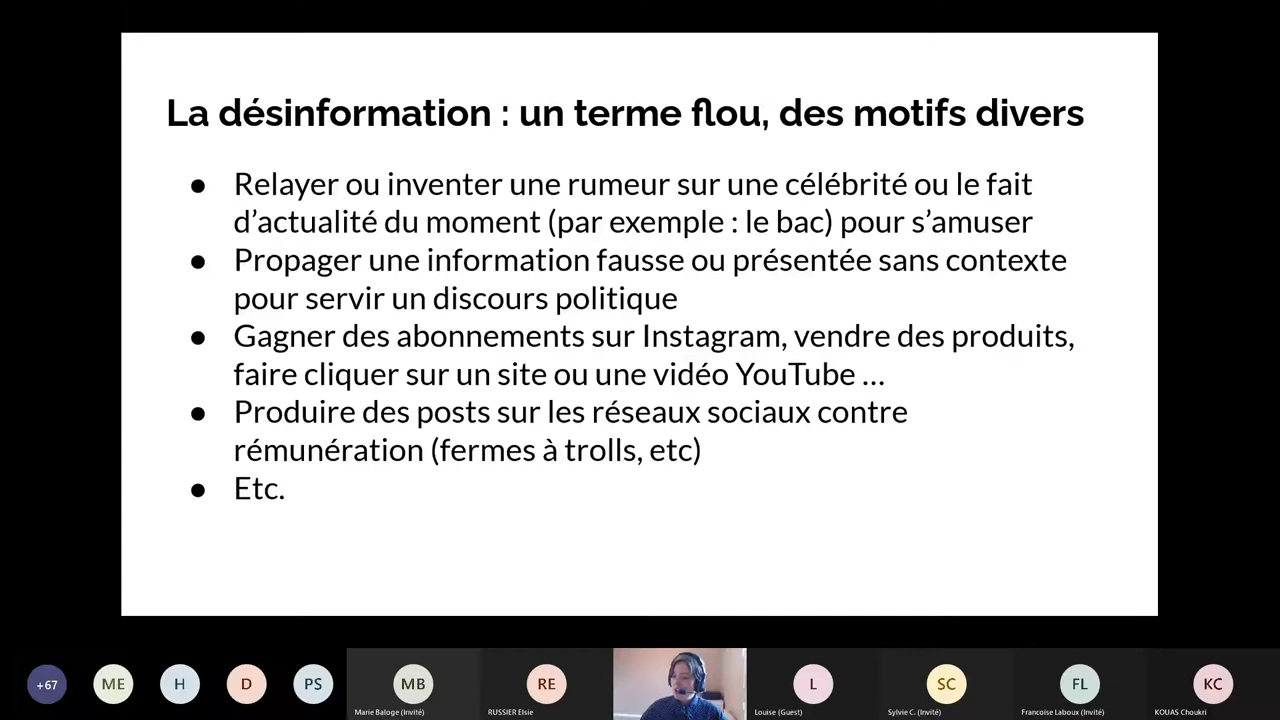 La désinformation : un terme flou, des motifs divers
● Relayer ou inventer une rumeur sur une célébrité ou le fait
d’actualité du moment (par exemple : le bac) pour s’amuser
● Propager une information fausse ou présentée sans contexte
pour servir un discours politique
● Gagner des abonnements sur Instagram, vendre des produits,
faire cliquer sur un site ou une vidéo YouTube ...
● Produire des posts sur les réseaux sociaux contre
rémunération (fermes à trolls, etc)
● Etc.
+67 ME H D PS MB RE L SC FL KC
Marie Baloge (Invité) RUSSIER Elsie Louise (Guest) Sylvie C. (Invité) Francoise Laboux (Invité) KOUAS Choukri